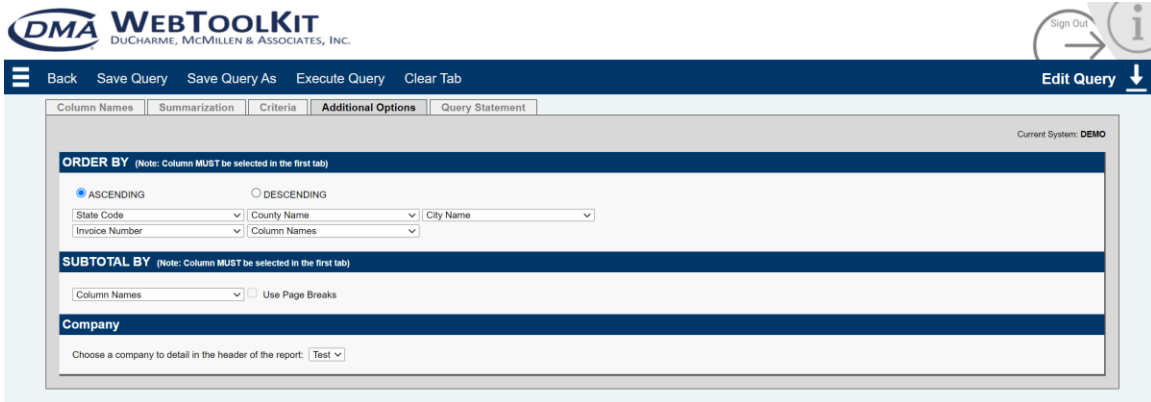 DMA WEBTOOLKIT
DUCHARME, MCMILLEN & ASSOCIATES, INC.
Sign Out
i
Back Save Query Save Query As Execute Query Clear Tab Edit Query
Column Names Summarization Criteria Additional Options Query Statement
Current System: DEMO
ORDER BY (Note: Column MUST be selected in the first tab)
ASCENDING DESCENDING
State Code County Name City Name
Invoice Number Column Names
SUBTOTAL BY (Note: Column MUST be selected in the first tab)
Column Names Use Page Breaks
Company
Choose a company to detail in the header of the report: Test